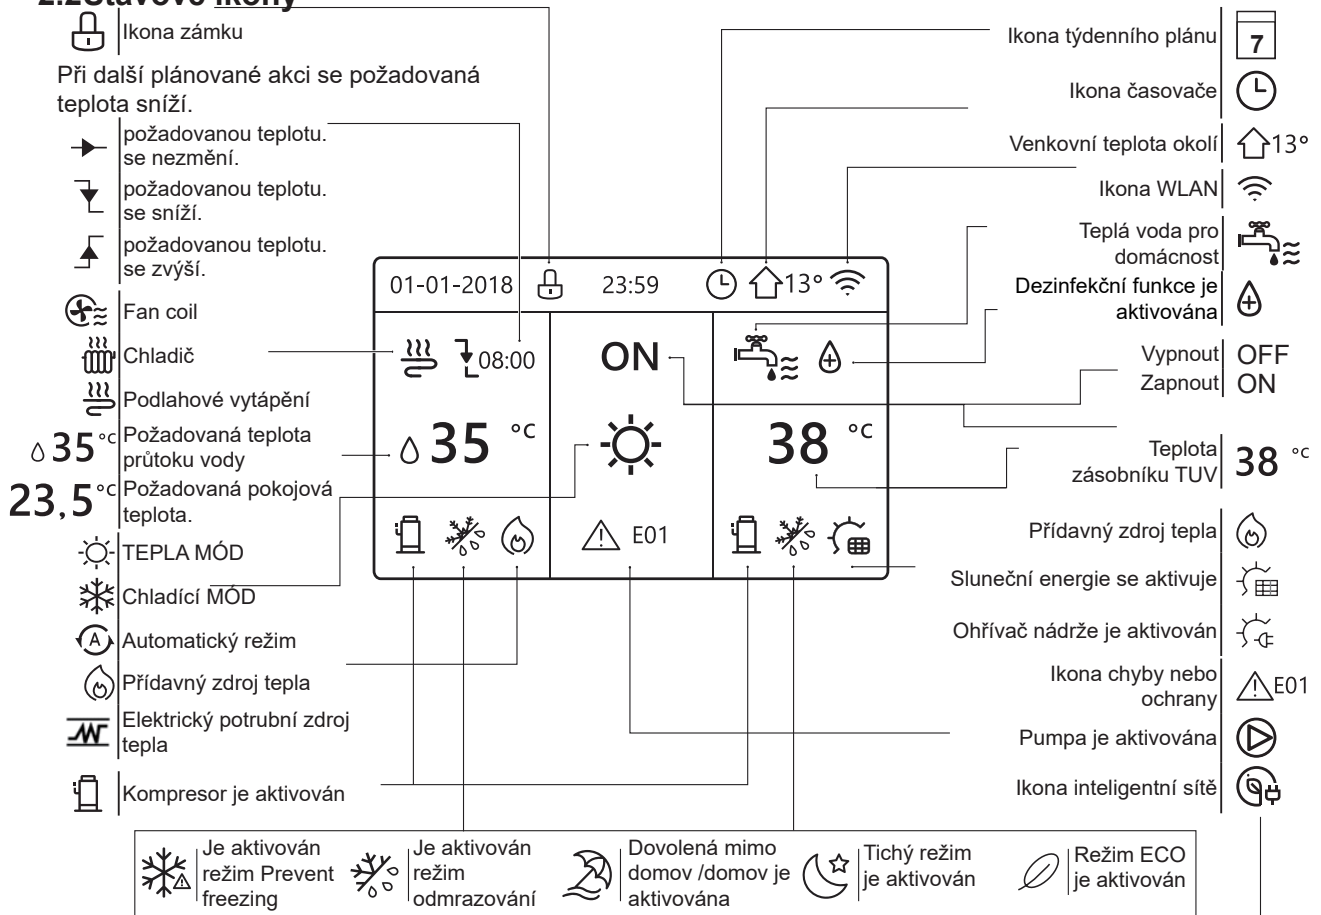 2.2Stavové ikony
Ikona zámku
Při další plánované akci se požadovaná
teplota sníží.
požadovanou teplotu.
se nezmění.
požadovanou teplotu.
se sníží.
požadovanou teplotu.
se zvýší.
Fan coil
Chladič
Podlahové vytápění
35 °C
Požadovaná teplota
průtoku vody
23,5 °C
Požadovaná pokojová
teplota.
TEPLA MÓD
Chladící MÓD
A
Automatický režim
Přídavný zdroj tepla
Elektrický potrubní zdroj
tepla
Kompresor je aktivován
01-01-2018
23:59
13°
08:00
ON
35 °C
38 °C
E01
Ikona týdenního plánu
7
Ikona časovače
Venkovní teplota okolí
13°
Ikona WLAN
Teplá voda pro
domácnost
Dezinfekční funkce je
aktivována
Vypnout OFF
Zapnout ON
Teplota
zásobníku TUV
38 °C
Přídavný zdroj tepla
Sluneční energie se aktivuje
Ohřívač nádrže je aktivován
Ikona chyby nebo
ochrany
E01
Pumpa je aktivována
Ikona inteligentní sítě
Je aktivován
režim Prevent
freezing
Je aktivován
režim
odmrazování
Dovolená mimo
domov /domov je
aktivována
Tichý režim
je aktivován
Režim ECO
je aktivován